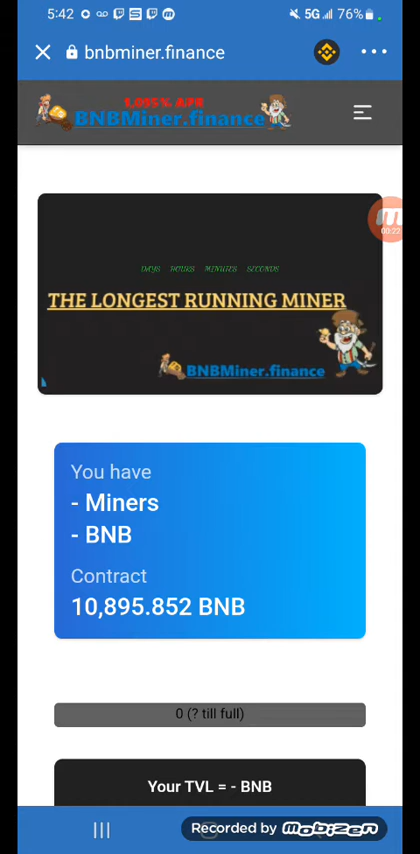 5:42
5G 76%
bnbminer.finance
1,095% APR
BNBMiner.finance
00:22
DAYS HOURS MINUTES SECONDS
THE LONGEST RUNNING MINER
BNBMiner.finance
You have
- Miners
- BNB
Contract
10,895.852 BNB
0 (? till full)
Your TVL = - BNB
Recorded by mobizen